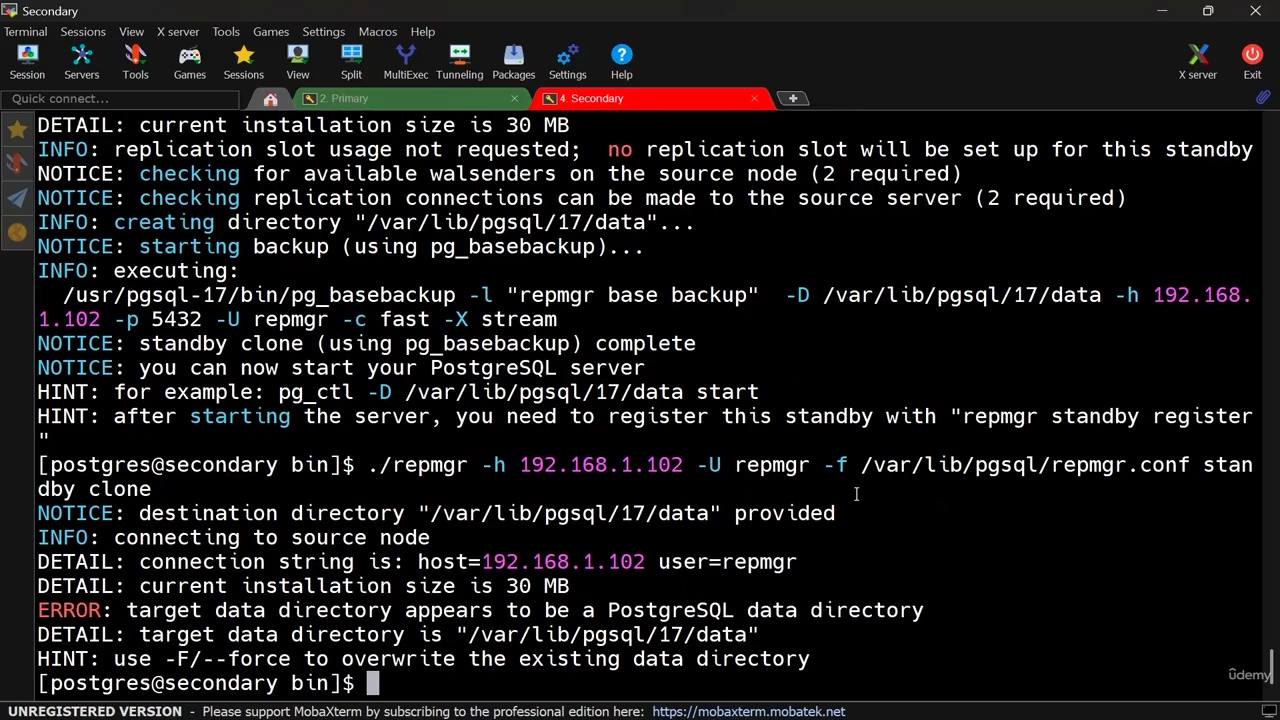 Secondary
Terminal Sessions View X server Tools Games Settings Macros Help
Session Servers Tools Games Sessions View Split MultiExec Tunneling Packages Settings Help X server Exit
Quick connect... 2. Primary 4. Secondary
DETAIL: current installation size is 30 MB
INFO: replication slot usage not requested;  no replication slot will be set up for this standby
NOTICE: checking for available walsenders on the source node (2 required)
NOTICE: checking replication connections can be made to the source server (2 required)
INFO: creating directory "/var/lib/pgsql/17/data"...
NOTICE: starting backup (using pg_basebackup)...
INFO: executing:
  /usr/pgsql-17/bin/pg_basebackup -l "repmgr base backup"  -D /var/lib/pgsql/17/data -h 192.168.
1.102 -p 5432 -U repmgr -c fast -X stream
NOTICE: standby clone (using pg_basebackup) complete
NOTICE: you can now start your PostgreSQL server
HINT: for example: pg_ctl -D /var/lib/pgsql/17/data start
HINT: after starting the server, you need to register this standby with "repmgr standby register
"
[postgres@secondary bin]$ ./repmgr -h 192.168.1.102 -U repmgr -f /var/lib/pgsql/repmgr.conf stan
dby clone
NOTICE: destination directory "/var/lib/pgsql/17/data" provided
INFO: connecting to source node
DETAIL: connection string is: host=192.168.1.102 user=repmgr
DETAIL: current installation size is 30 MB
ERROR: target data directory appears to be a PostgreSQL data directory
DETAIL: target data directory is "/var/lib/pgsql/17/data"
HINT: use -F/--force to overwrite the existing data directory
[postgres@secondary bin]$
ûdemy
UNREGISTERED VERSION - Please support MobaXterm by subscribing to the professional edition here: https://mobaxterm.mobatek.net